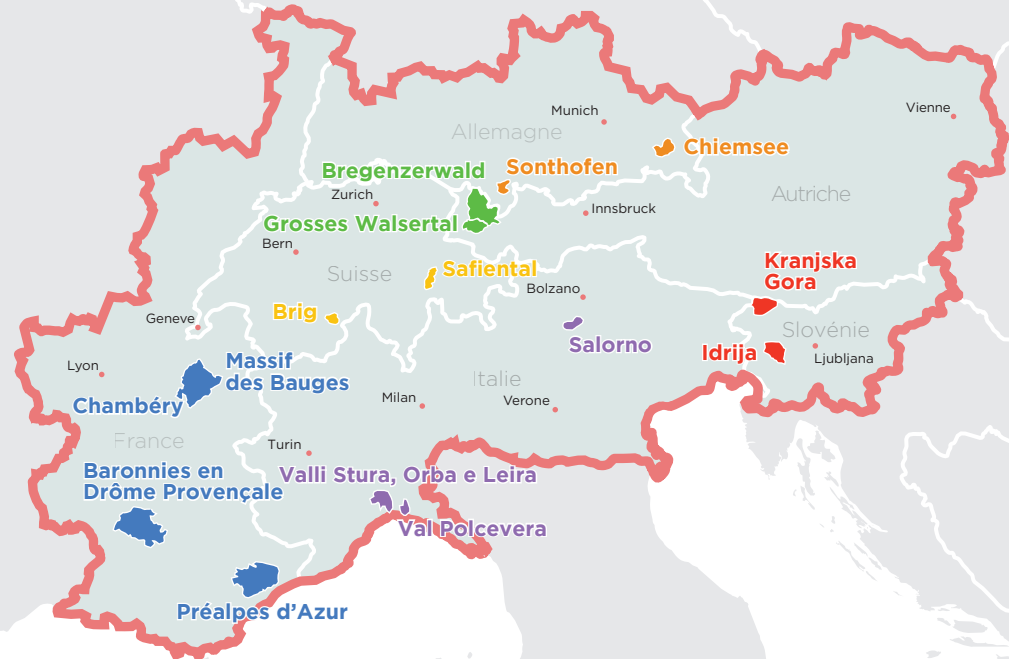 Munich
Vienne
Allemagne
Chiemsee
Bregenzerwald
Sonthofen
Zurich
Autriche
Innsbruck
Grosses Walsertal
Bern
Kranjska
Gora
Suisse
Safiental
Bolzano
Brig
Geneve
Slovénie
Salorno
Idrija
Ljubljana
Massif
des Bauges
Lyon
Italie
Chambéry
Milan
Verone
France
Turin
Baronnies en
Drôme Provençale
Valli Stura, Orba e Leira
Val Polcevera
Préalpes d’Azur